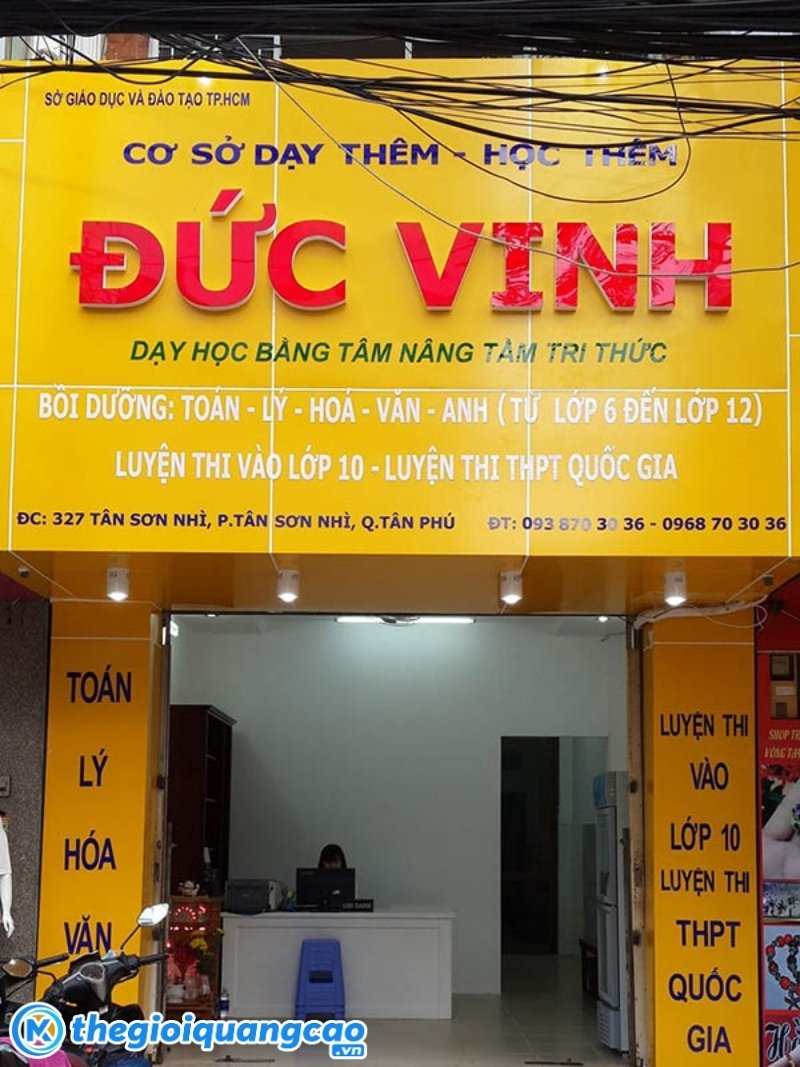 SỞ GIÁO DỤC VÀ ĐÀO TẠO TP.HCM
CƠ SỞ DẠY THÊM - HỌC THÊM
ĐỨC VINH
DẠY HỌC BẰNG TÂM NÂNG TẦM TRI THỨC
BỒI DƯỠNG: TOÁN - LÝ - HOÁ - VĂN - ANH ( TỪ LỚP 6 ĐẾN LỚP 12)
LUYỆN THI VÀO LỚP 10 - LUYỆN THI THPT QUỐC GIA
ĐC: 327 TÂN SƠN NHÌ, P.TÂN SƠN NHÌ, Q.TÂN PHÚ ĐT: 093 870 30 36 - 0968 70 30 36
TOÁN
LÝ
HÓA
VĂN
LUYỆN THI
VÀO
LỚP 10
LUYỆN THI
THPT
QUỐC
GIA
SHOP
VÒNG
thegioiquangcao
.vn